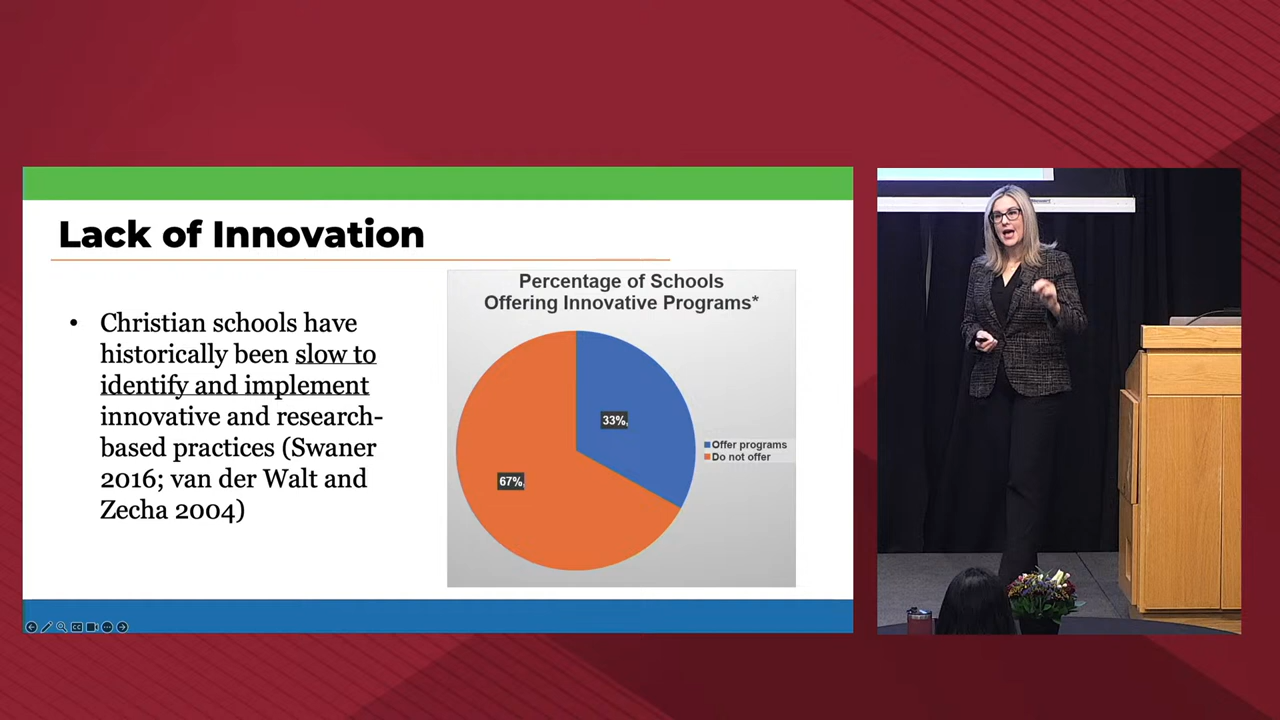 Lack of Innovation
• Christian schools have
historically been slow to
identify and implement
innovative and research-
based practices (Swaner
2016; van der Walt and
Zecha 2004)
Percentage of Schools
Offering Innovative Programs*
33%
67%
Offer programs
Do not offer